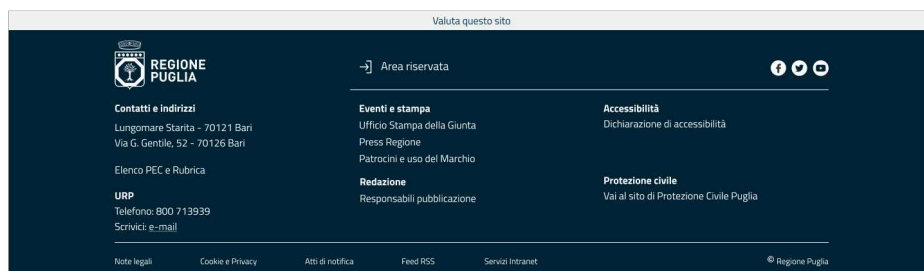 Valuta questo sito
REGIONE
PUGLIA
Area riservata
Contatti e indirizzi
Lungomare Starita - 70121 Bari
Via G. Gentile, 52 - 70126 Bari
Elenco PEC e Rubrica
URP
Telefono: 800 713939
Scrivici: e-mail
Eventi e stampa
Ufficio Stampa della Giunta
Press Regione
Patrocini e uso del Marchio
Redazione
Responsabili pubblicazione
Accessibilità
Dichiarazione di accessibilità
Protezione civile
Vai al sito di Protezione Civile Puglia
Note legali
Cookie e Privacy
Atti di notifica
Feed RSS
Servizi Intranet
© Regione Puglia